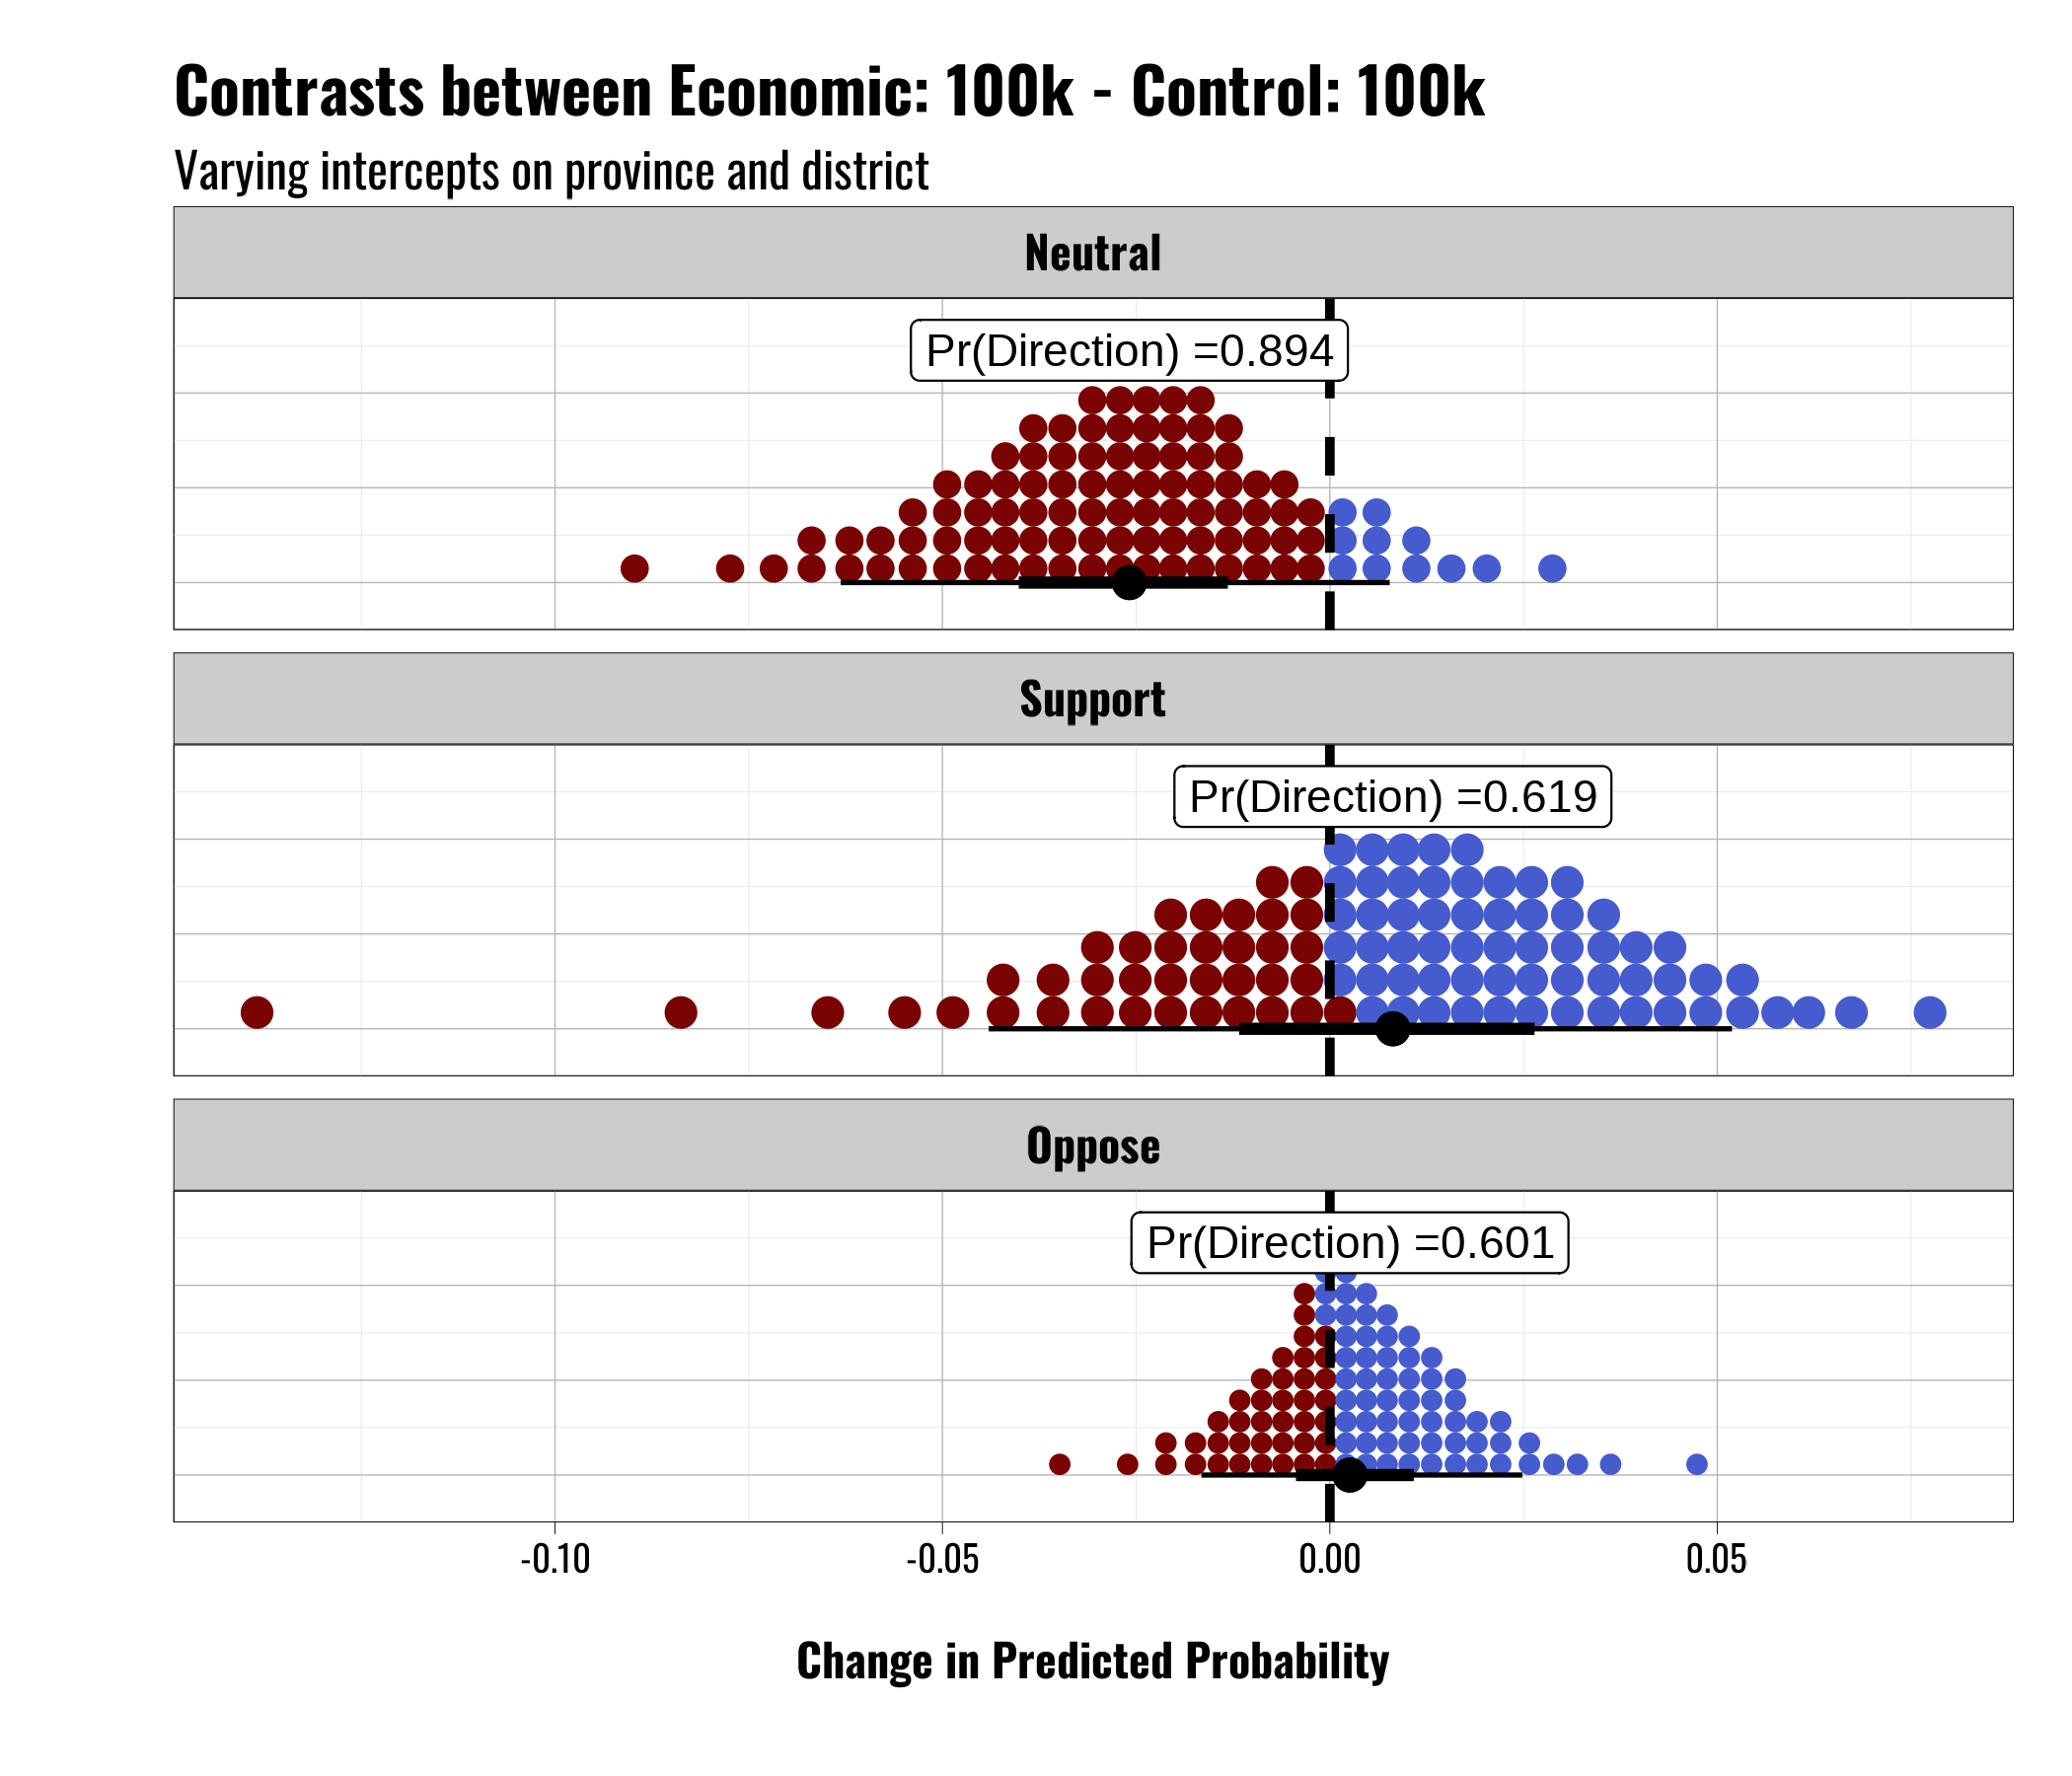 Contrasts between Economic: 100k - Control: 100k
Varying intercepts on province and district
Neutral
Pr(Direction) =0.894
Support
Pr(Direction) =0.619
Oppose
Pr(Direction) =0.601
-0.10 -0.05 0.00 0.05
Change in Predicted Probability